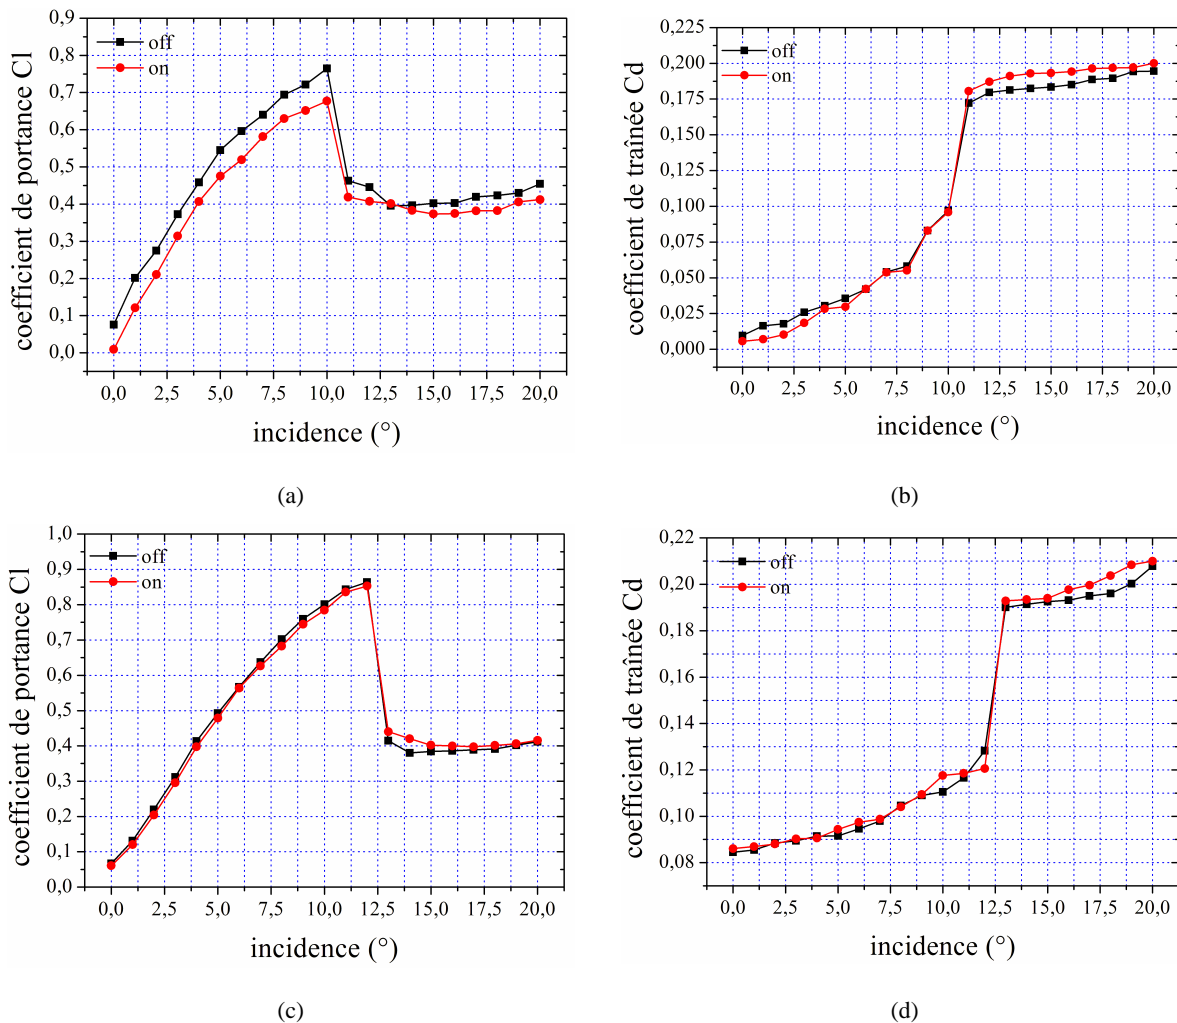 0,9
0,8
0,7
0,6
0,5
0,4
0,3
0,2
0,1
0,0
off
on
coefficient de portance Cl
0,0 2,5 5,0 7,5 10,0 12,5 15,0 17,5 20,0
incidence (°)
(a)
0,225
0,200
0,175
0,150
0,125
0,100
0,075
0,050
0,025
0,000
off
on
coefficient de traînée Cd
0,0 2,5 5,0 7,5 10,0 12,5 15,0 17,5 20,0
incidence (°)
(b)
1,0
0,9
0,8
0,7
0,6
0,5
0,4
0,3
0,2
0,1
0,0
off
on
coefficient de portance Cl
0,0 2,5 5,0 7,5 10,0 12,5 15,0 17,5 20,0
incidence (°)
(c)
0,22
0,20
0,18
0,16
0,14
0,12
0,10
0,08
off
on
coefficient de traînée Cd
0,0 2,5 5,0 7,5 10,0 12,5 15,0 17,5 20,0
incidence (°)
(d)